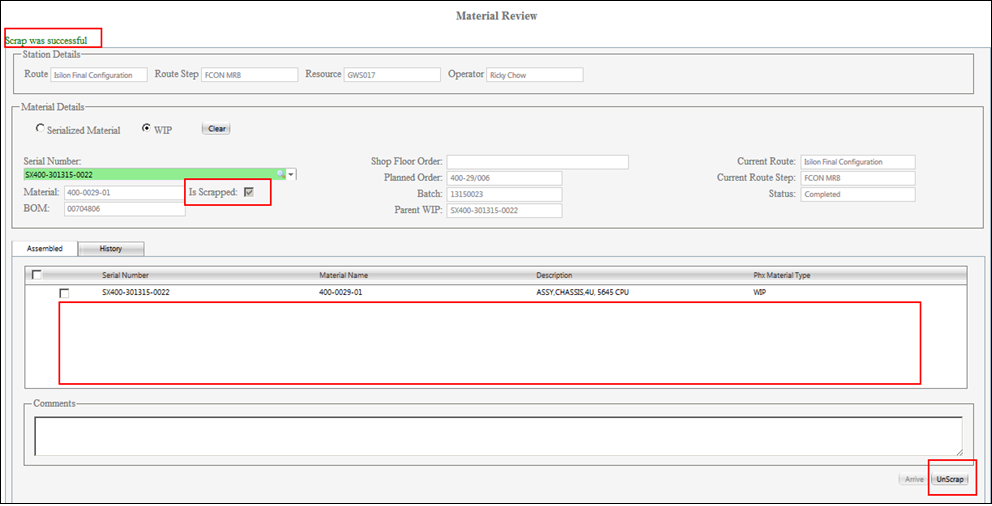 Material Review
Scrap was successful
Station Details
Route Isilon Final Configuration Route Step FCON MRB Resource GWS017 Operator Ricky Chow
Material Details
Serialized Material WIP Clear
Serial Number: Shop Floor Order: Current Route: Isilon Final Configuration
SX400-301315-0022 Planned Order: 400-29/006 Current Route Step: FCON MRB
Material: 400-0029-01 Is Scrapped: Batch: 13150023 Status: Completed
BOM: 00704806 Parent WIP: SX400-301315-0022
Assembled History
Serial Number Material Name Description Phx Material Type
SX400-301315-0022 400-0029-01 ASSY,CHASSIS,4U, 5645 CPU WIP
Comments
Arrive UnScrap